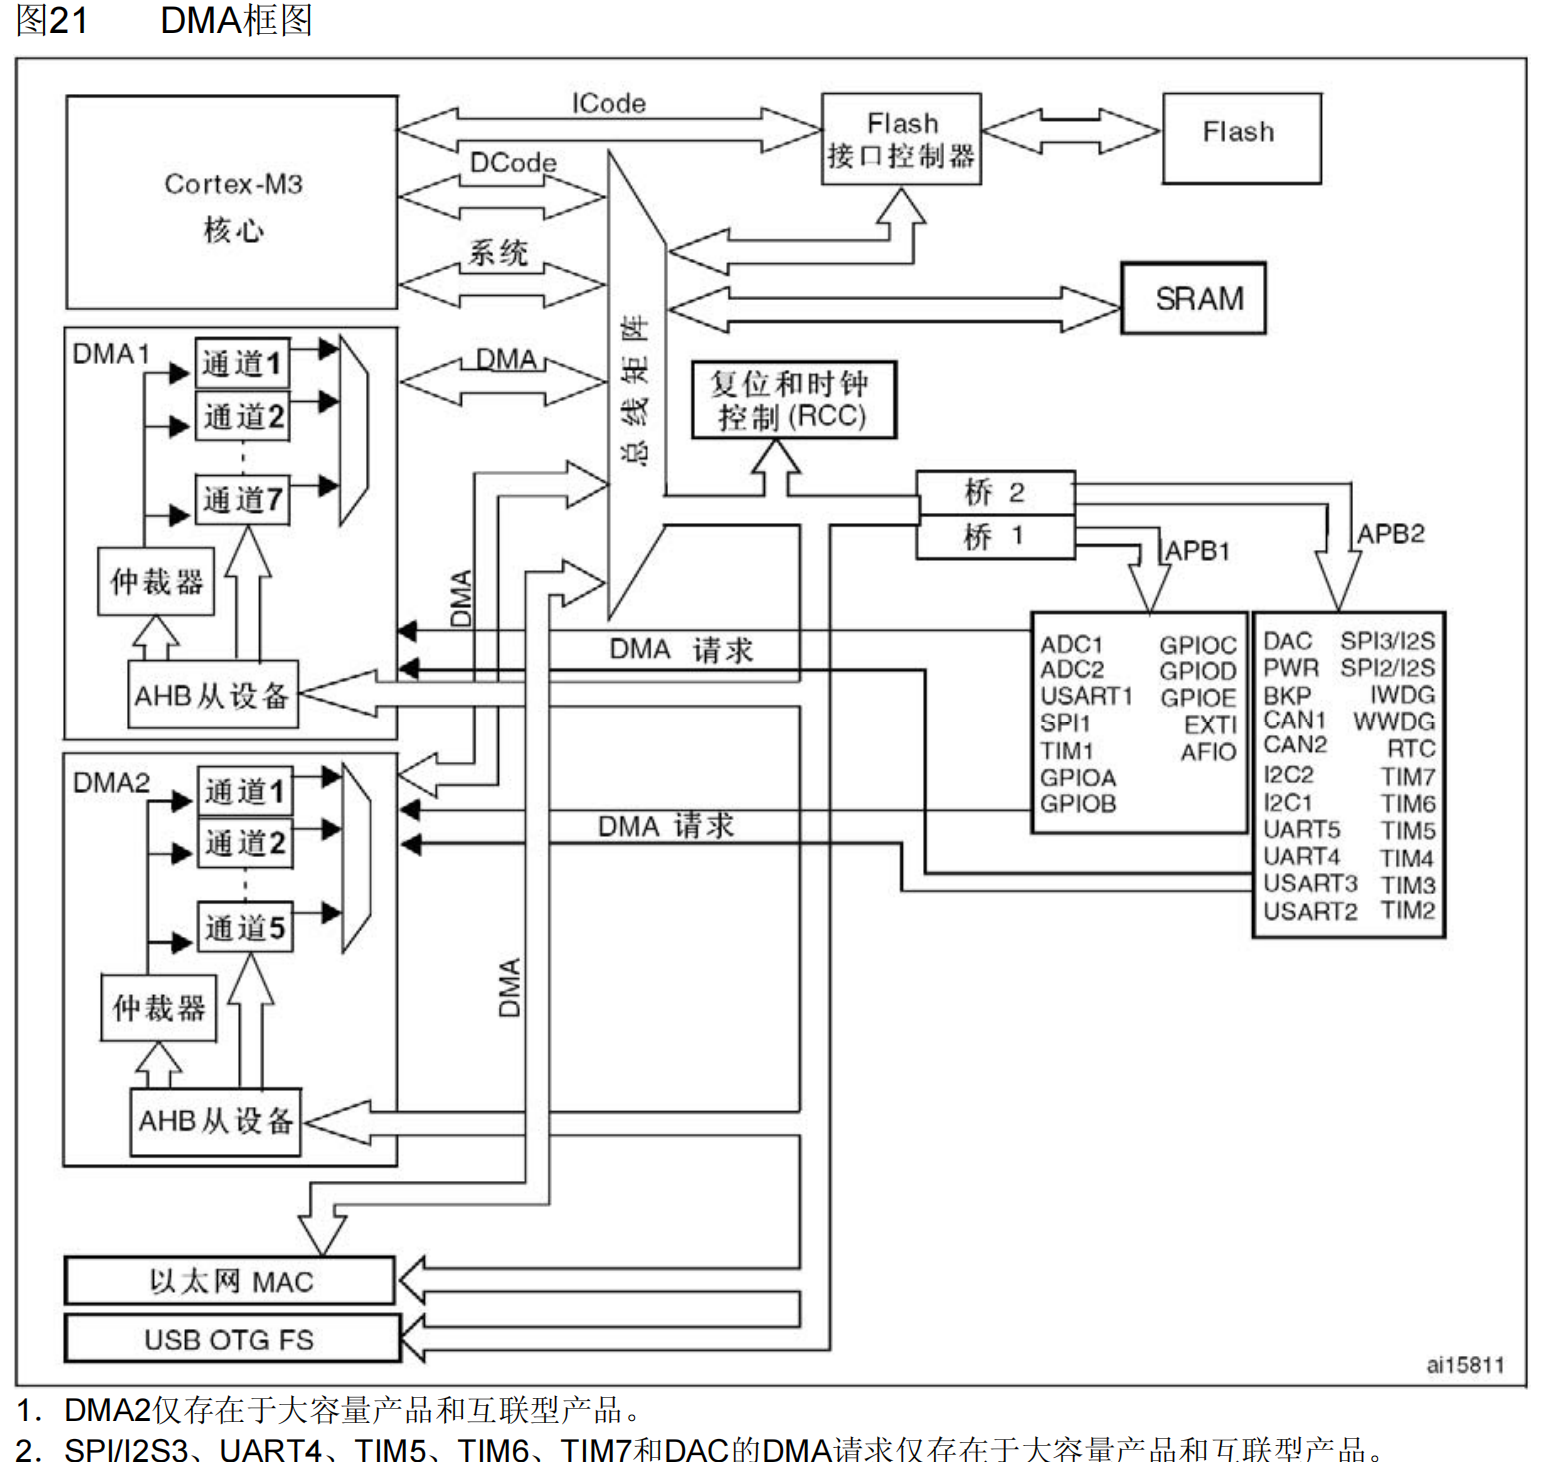 图21 DMA框图
ICode
Cortex-M3
核心
DCode
系统
Flash
接口控制器
Flash
SRAM
总线矩阵
DMA1
通道1
通道2
通道7
仲裁器
AHB从设备
DMA
复位和时钟
控制(RCC)
桥 2
桥 1
APB1
APB2
DMA
DMA 请求
ADC1 GPIOC
ADC2 GPIOD
USART1 GPIOE
SPI1 EXTI
TIM1 AFIO
GPIOA
GPIOB
DAC SPI3/I2S
PWR SPI2/I2S
BKP IWDG
CAN1 WWDG
CAN2 RTC
I2C2 TIM7
I2C1 TIM6
UART5 TIM5
UART4 TIM4
USART3 TIM3
USART2 TIM2
DMA2
通道1
通道2
通道5
仲裁器
AHB从设备
DMA 请求
DMA
以太网 MAC
USB OTG FS
ai15811
1. DMA2仅存在于大容量产品和互联型产品。
2. SPI/I2S3、UART4、TIM5、TIM6、TIM7和DAC的DMA请求仅存在于大容量产品和互联型产品。